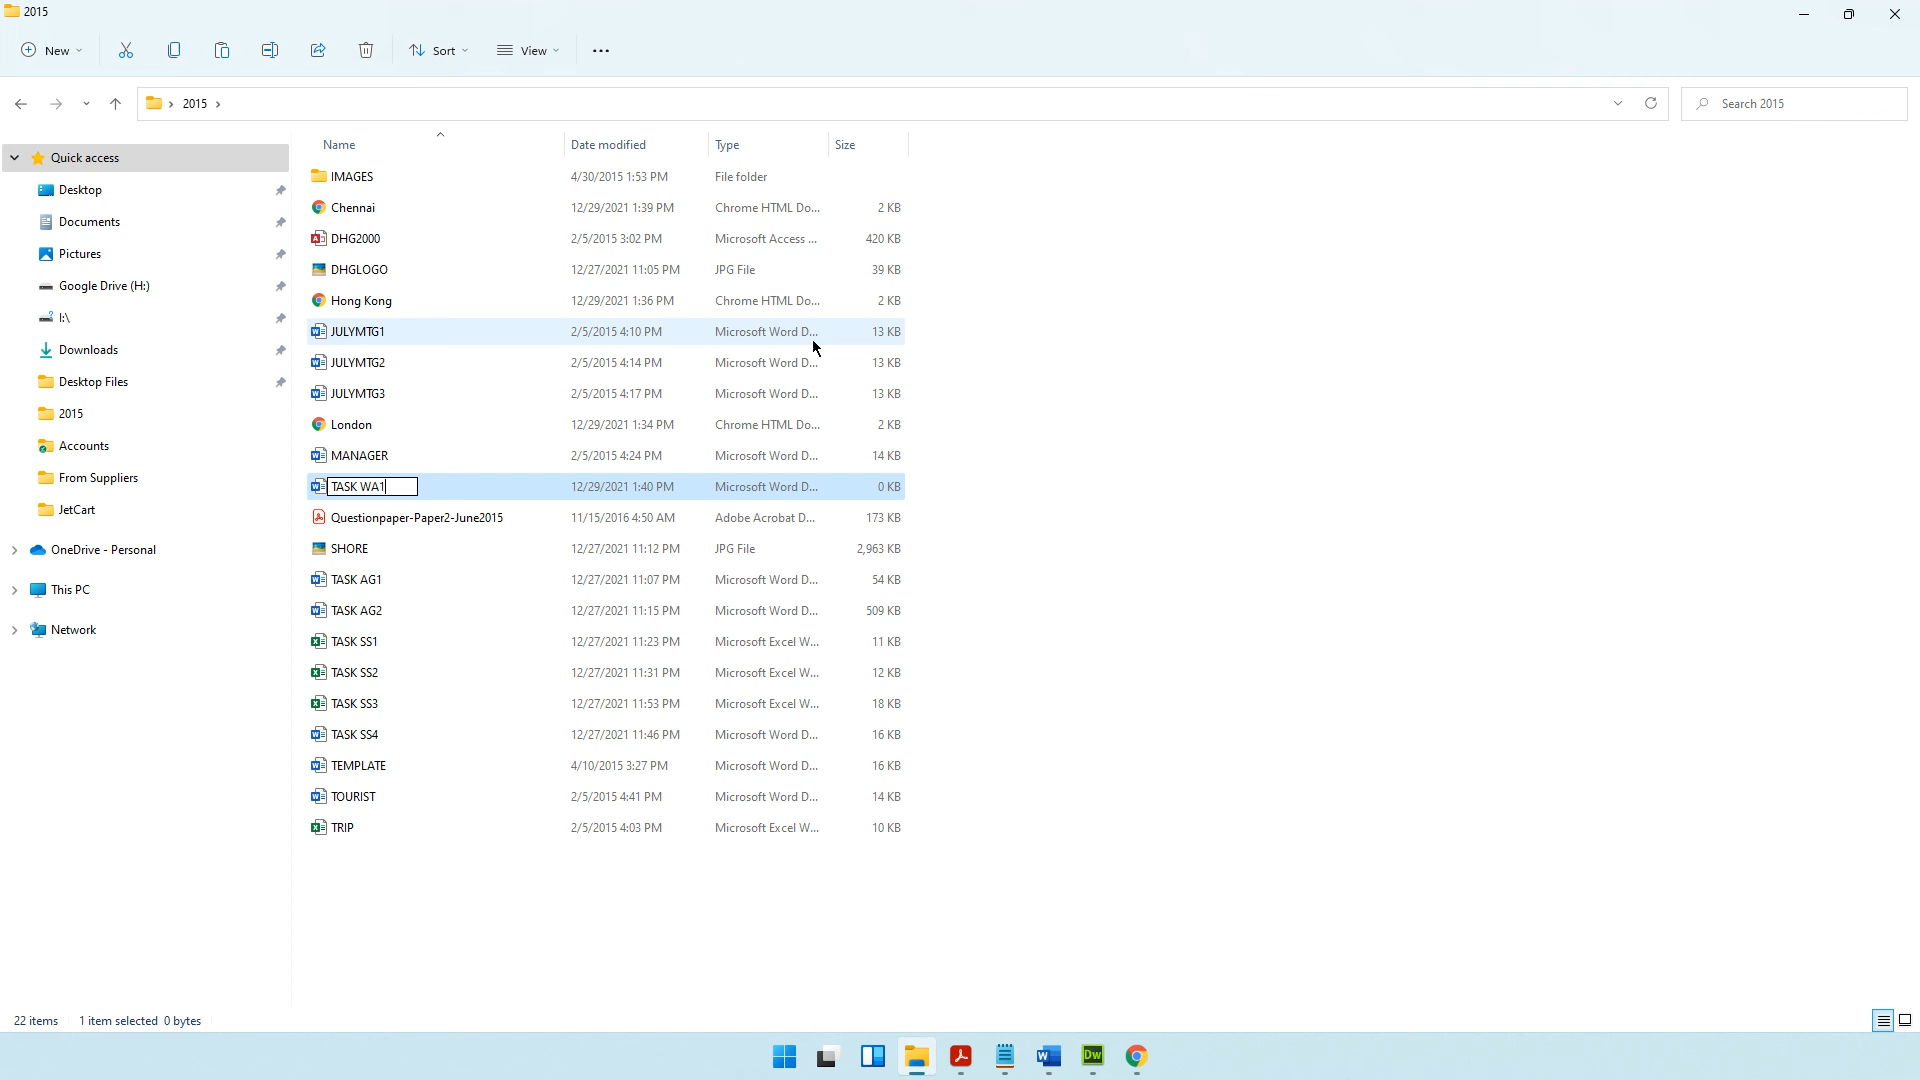 2015
New
Sort
View
2015
Search 2015
Name
Date modified
Type
Size
Quick access
Desktop
Documents
Pictures
Google Drive (H:)
I:\
Downloads
Desktop Files
2015
Accounts
From Suppliers
JetCart
OneDrive - Personal
This PC
Network
IMAGES 4/30/2015 1:53 PM File folder
Chennai 12/29/2021 1:39 PM Chrome HTML Do... 2 KB
DHG2000 2/5/2015 3:02 PM Microsoft Access ... 420 KB
DHGLOGO 12/27/2021 11:05 PM JPG File 39 KB
Hong Kong 12/29/2021 1:36 PM Chrome HTML Do... 2 KB
JULYMTG1 2/5/2015 4:10 PM Microsoft Word D... 13 KB
JULYMTG2 2/5/2015 4:14 PM Microsoft Word D... 13 KB
JULYMTG3 2/5/2015 4:17 PM Microsoft Word D... 13 KB
London 12/29/2021 1:34 PM Chrome HTML Do... 2 KB
MANAGER 2/5/2015 4:24 PM Microsoft Word D... 14 KB
TASK WA1 12/29/2021 1:40 PM Microsoft Word D... 0 KB
Questionpaper-Paper2-June2015 11/15/2016 4:50 AM Adobe Acrobat D... 173 KB
SHORE 12/27/2021 11:12 PM JPG File 2,963 KB
TASK AG1 12/27/2021 11:07 PM Microsoft Word D... 54 KB
TASK AG2 12/27/2021 11:15 PM Microsoft Word D... 509 KB
TASK SS1 12/27/2021 11:23 PM Microsoft Excel W... 11 KB
TASK SS2 12/27/2021 11:31 PM Microsoft Excel W... 12 KB
TASK SS3 12/27/2021 11:53 PM Microsoft Excel W... 18 KB
TASK SS4 12/27/2021 11:46 PM Microsoft Word D... 16 KB
TEMPLATE 4/10/2015 3:27 PM Microsoft Word D... 16 KB
TOURIST 2/5/2015 4:41 PM Microsoft Word D... 14 KB
TRIP 2/5/2015 4:03 PM Microsoft Excel W... 10 KB
22 items 1 item selected 0 bytes